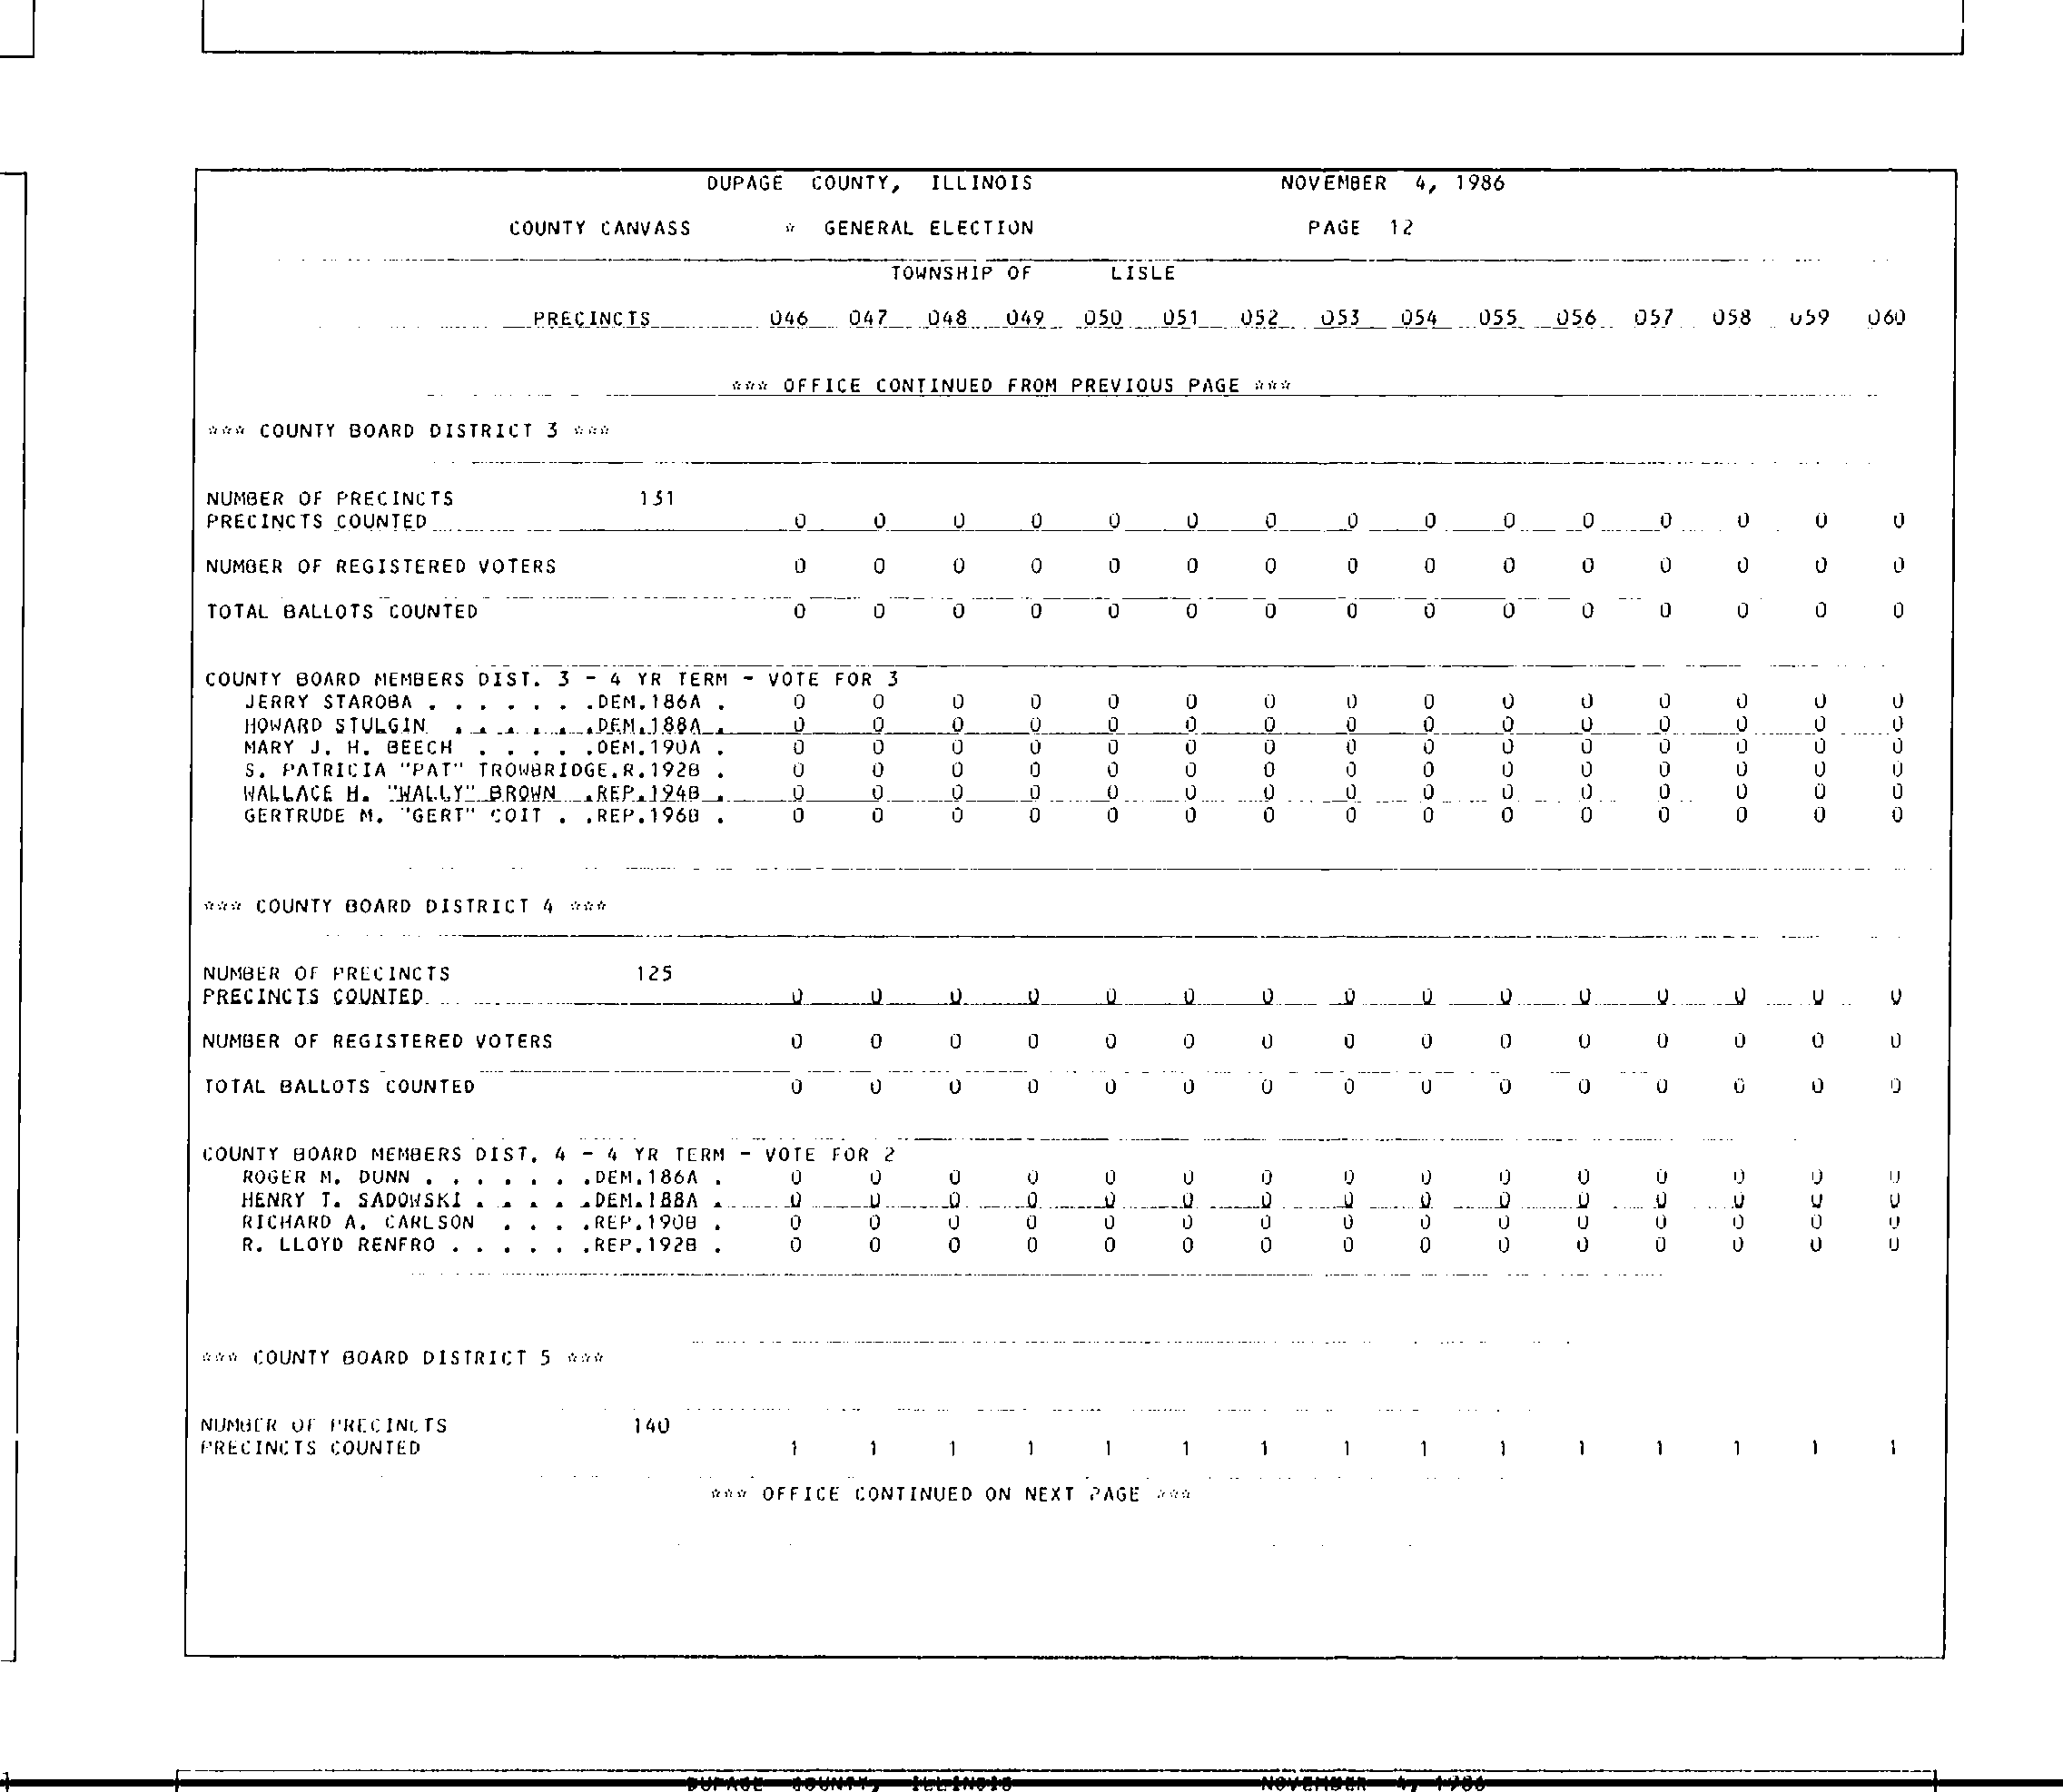 DUPAGE COUNTY, ILLINOIS NOVEMBER 4, 1986
COUNTY CANVASS * GENERAL ELECTION PAGE 12
TOWNSHIP OF LISLE
PRECINCTS 046 047 048 049 050 051 052 053 054 055 056 057 058 059 060
*** OFFICE CONTINUED FROM PREVIOUS PAGE ***
*** COUNTY BOARD DISTRICT 3 ***
NUMBER OF PRECINCTS 131
PRECINCTS COUNTED 0 0 0 0 0 0 0 0 0 0 0 0 0 0 0
NUMBER OF REGISTERED VOTERS 0 0 0 0 0 0 0 0 0 0 0 0 0 0 0
TOTAL BALLOTS COUNTED 0 0 0 0 0 0 0 0 0 0 0 0 0 0 0
COUNTY BOARD MEMBERS DIST. 3 - 4 YR TERM - VOTE FOR 3
JERRY STAROBA . . . . . . .DEM.186A . 0 0 0 0 0 0 0 0 0 0 0 0 0 0 0
HOWARD STULGIN . . . . . .DEM.188A . 0 0 0 0 0 0 0 0 0 0 0 0 0 0 0
MARY J. H. BEECH . . . . .DEM.190A . 0 0 0 0 0 0 0 0 0 0 0 0 0 0 0
S. PATRICIA "PAT" TROWBRIDGE.R.192B . 0 0 0 0 0 0 0 0 0 0 0 0 0 0 0
WALLACE H. "WALLY" BROWN .REP.194B . 0 0 0 0 0 0 0 0 0 0 0 0 0 0 0
GERTRUDE M. "GERT" COIT . .REP.196B . 0 0 0 0 0 0 0 0 0 0 0 0 0 0 0
*** COUNTY BOARD DISTRICT 4 ***
NUMBER OF PRECINCTS 125
PRECINCTS COUNTED 0 0 0 0 0 0 0 0 0 0 0 0 0 0 0
NUMBER OF REGISTERED VOTERS 0 0 0 0 0 0 0 0 0 0 0 0 0 0 0
TOTAL BALLOTS COUNTED 0 0 0 0 0 0 0 0 0 0 0 0 0 0 0
COUNTY BOARD MEMBERS DIST. 4 - 4 YR TERM - VOTE FOR 2
ROGER M. DUNN . . . . . . .DEM.186A . 0 0 0 0 0 0 0 0 0 0 0 0 0 0 0
HENRY T. SADOWSKI . . . . .DEM.188A . 0 0 0 0 0 0 0 0 0 0 0 0 0 0 0
RICHARD A. CARLSON . . . .REP.190B . 0 0 0 0 0 0 0 0 0 0 0 0 0 0 0
R. LLOYD RENFRO . . . . . .REP.192B . 0 0 0 0 0 0 0 0 0 0 0 0 0 0 0
*** COUNTY BOARD DISTRICT 5 ***
NUMBER OF PRECINCTS 140
PRECINCTS COUNTED 1 1 1 1 1 1 1 1 1 1 1 1 1 1 1
*** OFFICE CONTINUED ON NEXT PAGE ***
DUPAGE COUNTY, ILLINOIS NOVEMBER 4, 1986